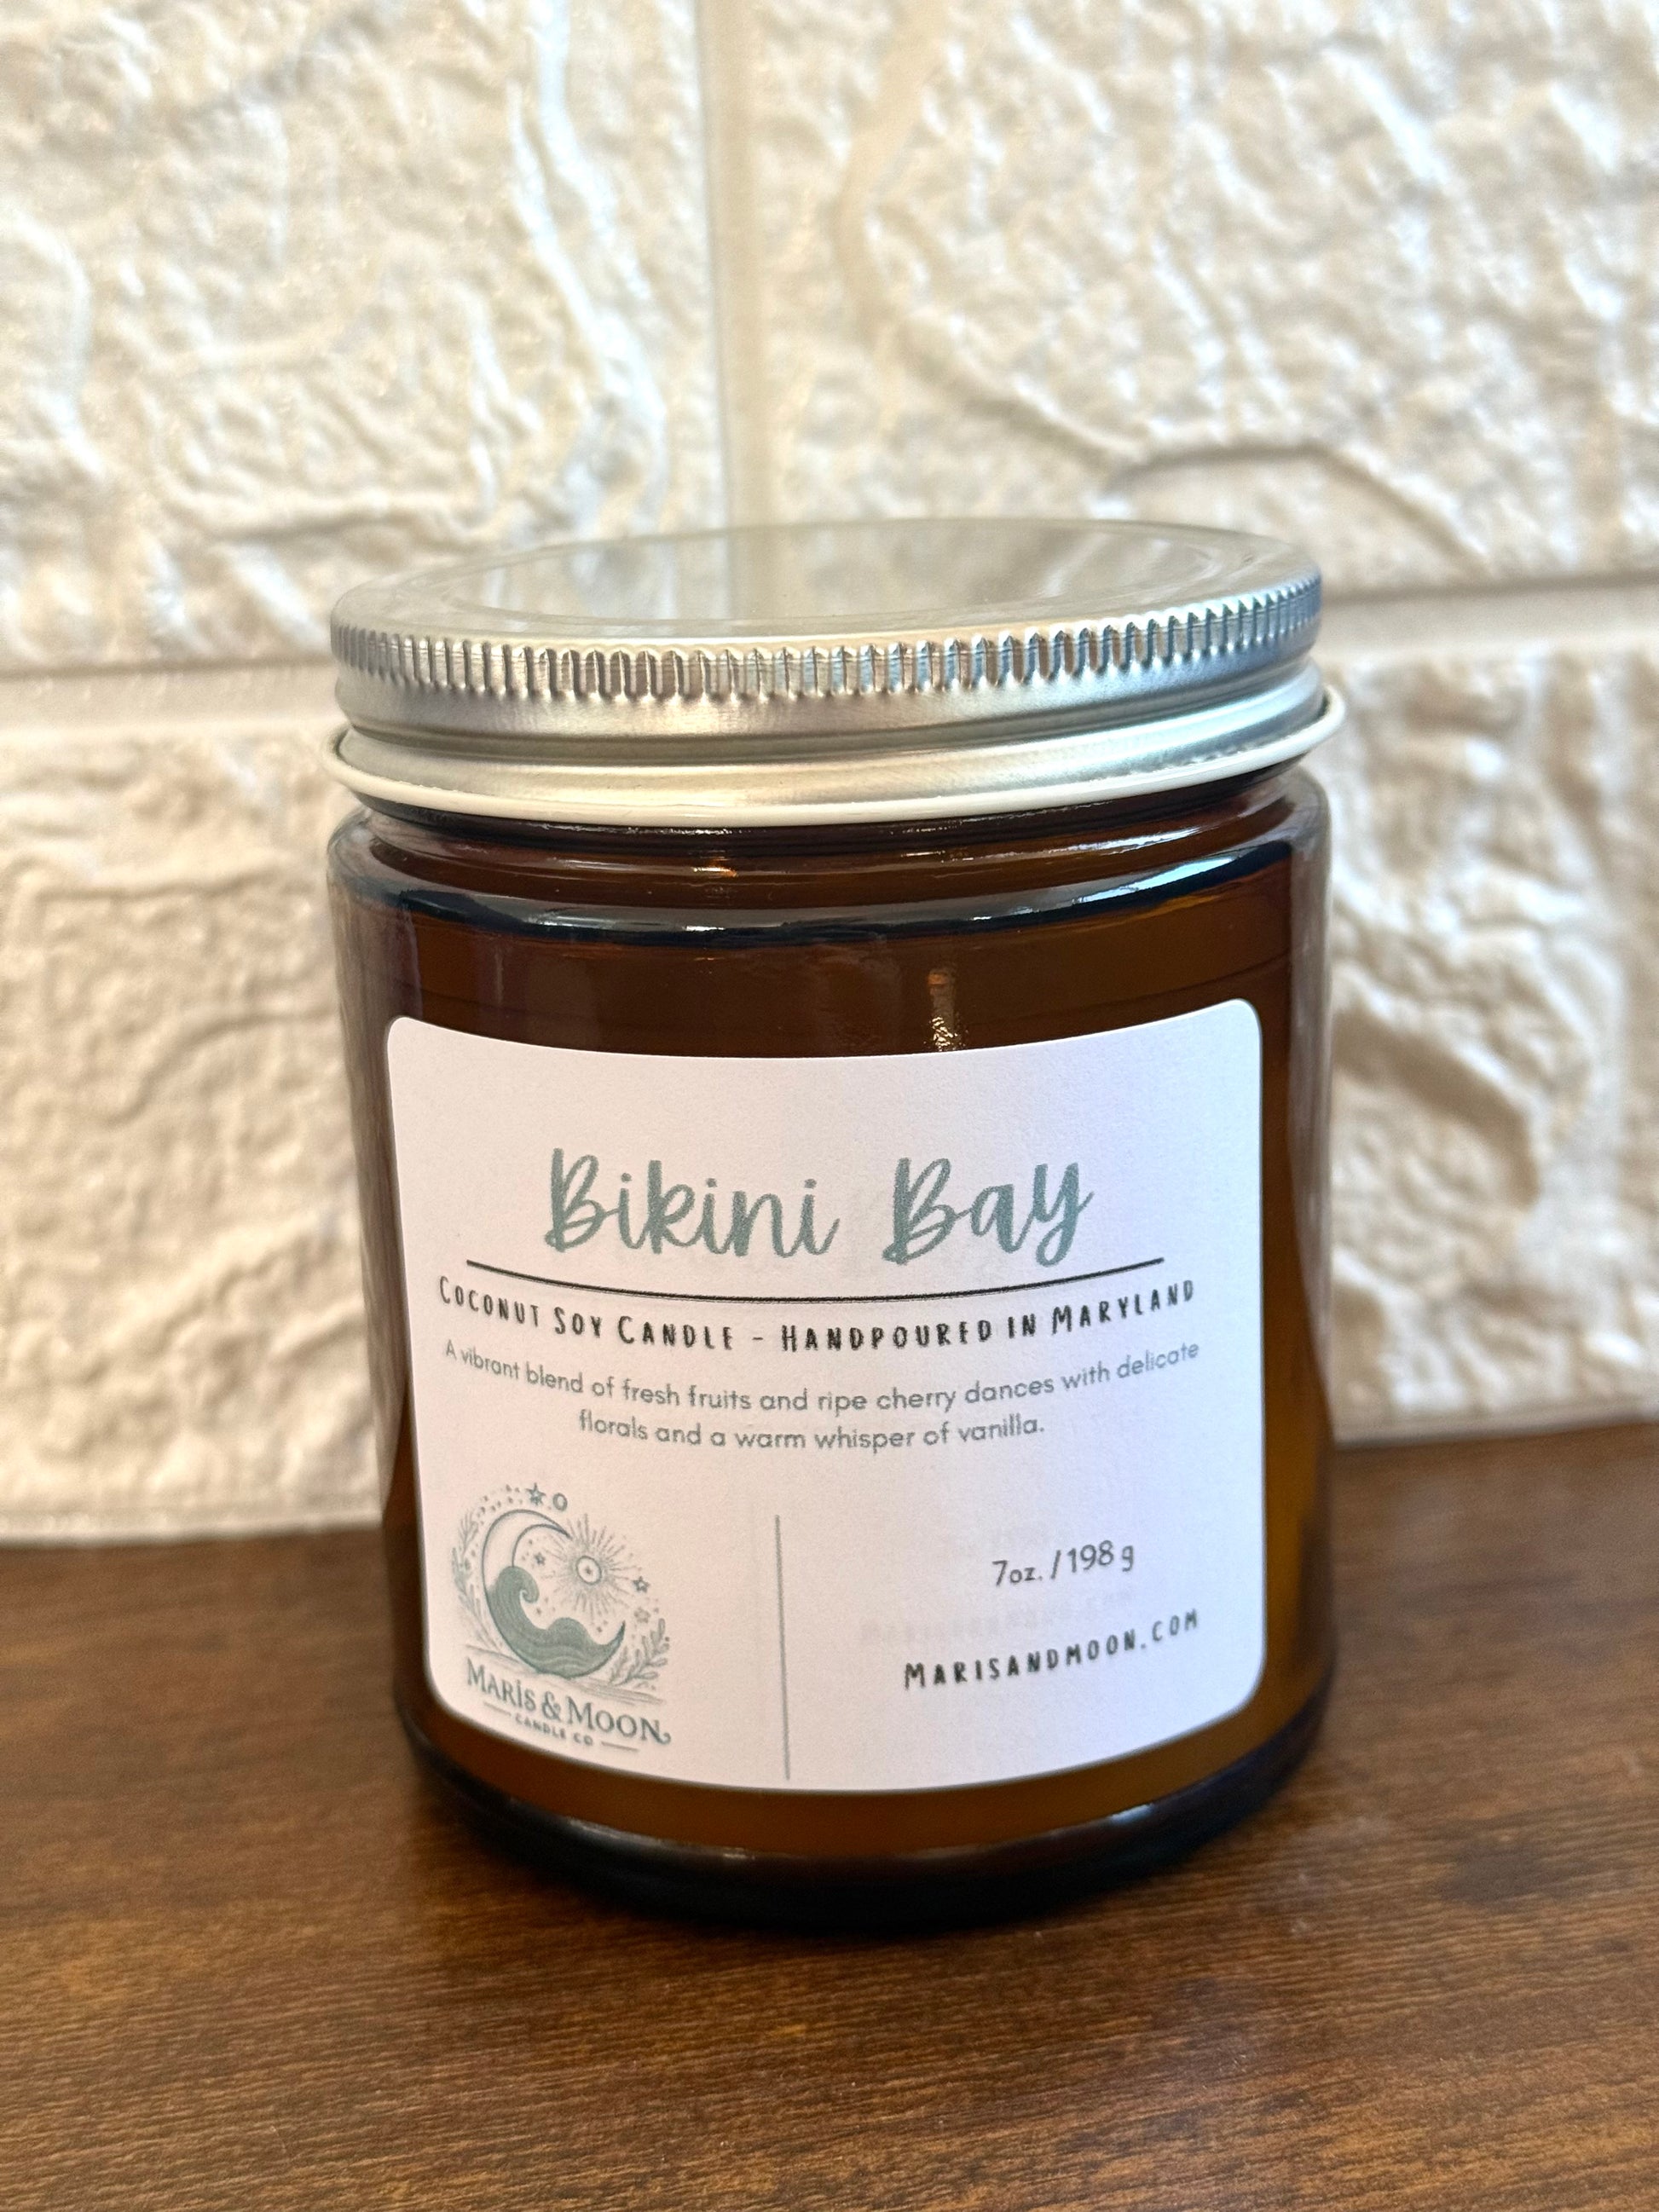 Bikini Bay
Coconut Soy Candle - Handpoured in Maryland
A vibrant blend of fresh fruits and ripe cherry dances with delicate
florals and a warm whisper of vanilla.
7oz. / 198 g
Marisandmoon.com
Maris & Moon
Candle Co